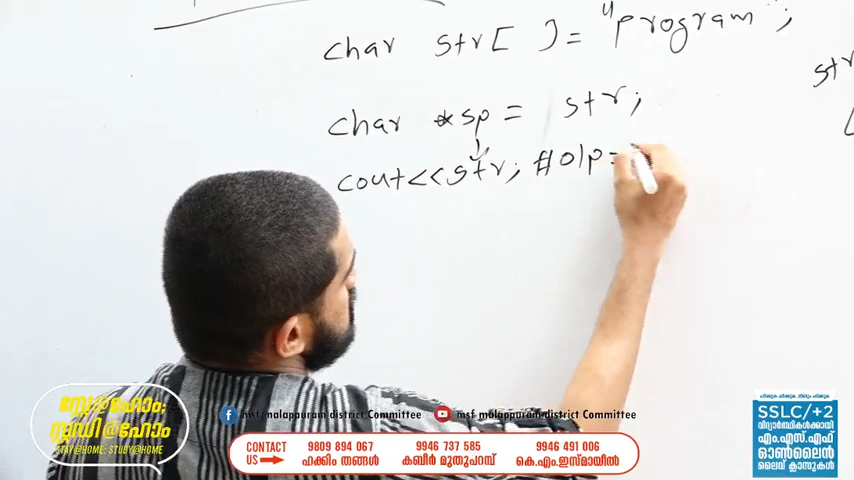 char str[ ] = "program";
str
char *sp = str;
cout<<str; #o/p =
സ്റ്റേ@ഹോം;
സ്റ്റഡി@ഹോം
STAY@HOME: STUDY@HOME
msf malappuram district Committee
msf malappuram district Committee
CONTACT US
9809 894 067
ഹക്കിം തങ്ങൾ
9946 737 585
കബീർ മുതുപറമ്പ്
9946 491 006
കെ.എം.ഇസ്മായീൽ
SSLC/+2
വിദ്യാർത്ഥികൾക്കായി
എം.എസ്.എഫ്
ഓൺലൈൻ
ലൈവ് ക്ലാസുകൾ